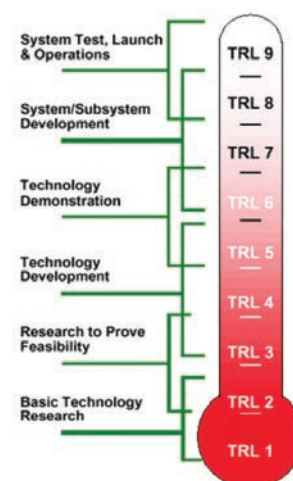 System Test, Launch
& Operations
System/Subsystem
Development
Technology
Demonstration
Technology
Development
Research to Prove
Feasibility
Basic Technology
Research
TRL 9
TRL 8
TRL 7
TRL 6
TRL 5
TRL 4
TRL 3
TRL 2
TRL 1